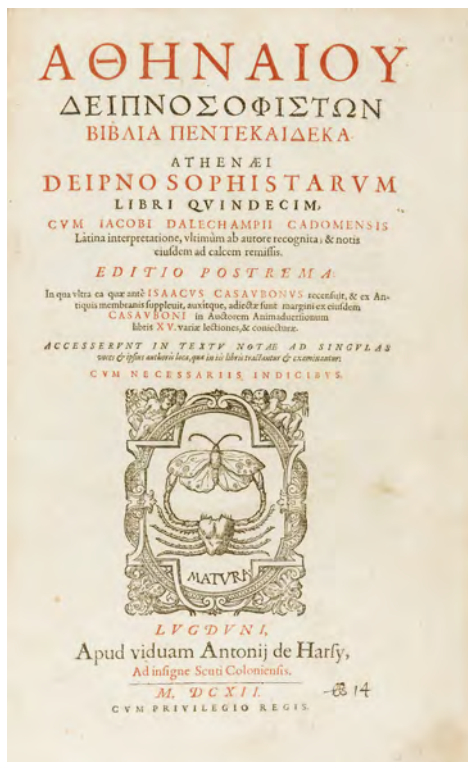 ΑΘΗΝΑΙΟΥ
ΔΕΙΠΝΟΣΟΦΙΣΤΩΝ
ΒΙΒΛΙΑ ΠΕΝΤΕΚΑΙΔΕΚΑ.
ATHENÆI
DEIPNOSOPHISTARVM
LIBRI QVINDECIM,
CVM IACOBI DALECHAMPII CADOMENSIS
Latina interpretatione, vltimùm ab autore recognita; & notis
eiusdem ad calcem remissis.
EDITIO POSTREMA.
In qua vltra ea quæ antè ISAACVS CASAVBONVS recensuit, & ex An-
tiquis membranis suppleuit, auxitque, adiectæ sunt margini ex eiusdem
CASAVBONI in Auctorem Animaduersionum
libris XV. variæ lectiones, & coniecturæ.
ACCESSERVNT IN TEXTV NOTAE AD SINGVLAS
voces & ipsius authoris loca, quæ in iis libris tractantur & examinantur:
CVM NECESSARIIS INDICIBVS.
MATVRA
LVGDVNI,
Apud viduam Antonij de Harsy,
Ad insigne Scuti Coloniensis.
M. DCXII.
14
CVM PRIVILEGIO REGIS.